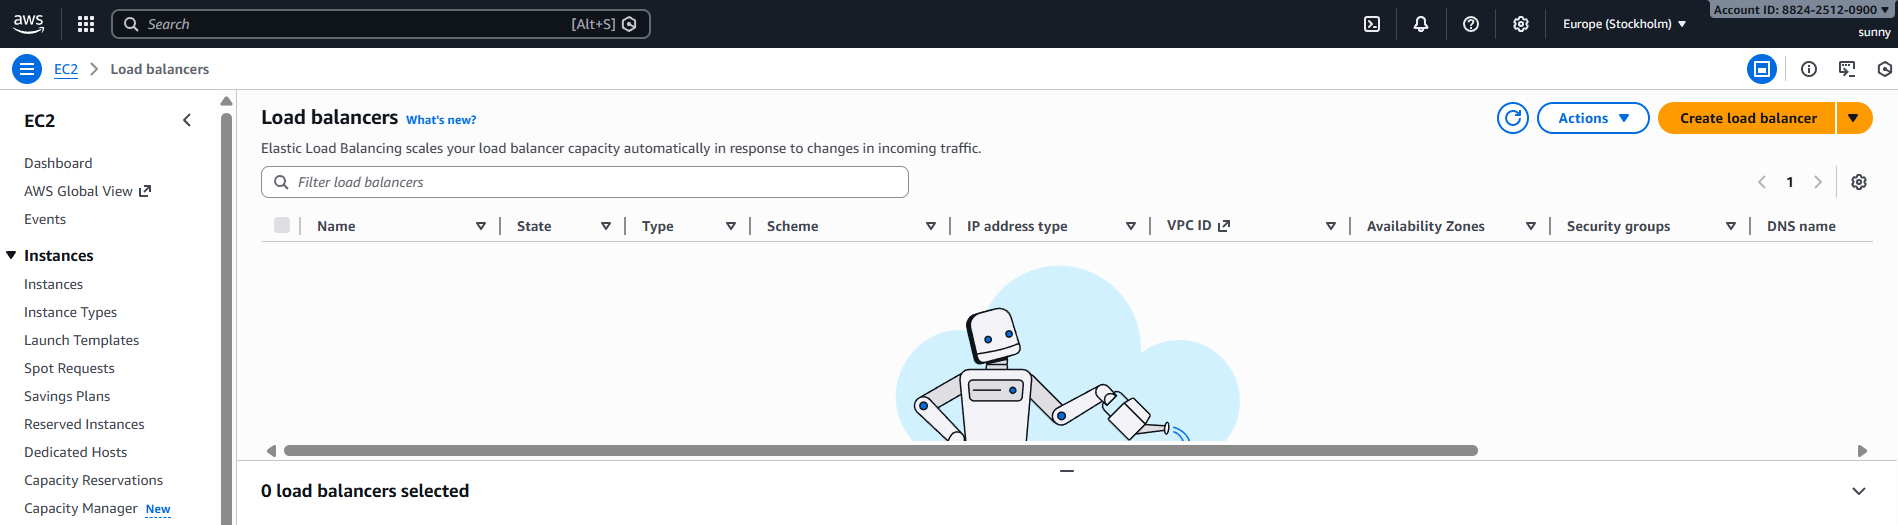 aws
Search [Alt+S]
Europe (Stockholm)
Account ID: 8824-2512-0900
sunny
EC2 Load balancers
EC2
Dashboard
AWS Global View
Events
Instances
Instances
Instance Types
Launch Templates
Spot Requests
Savings Plans
Reserved Instances
Dedicated Hosts
Capacity Reservations
Capacity Manager New
Load balancers What's new?
Actions
Create load balancer
Elastic Load Balancing scales your load balancer capacity automatically in response to changes in incoming traffic.
Filter load balancers
1
Name State Type Scheme IP address type VPC ID Availability Zones Security groups DNS name
0 load balancers selected